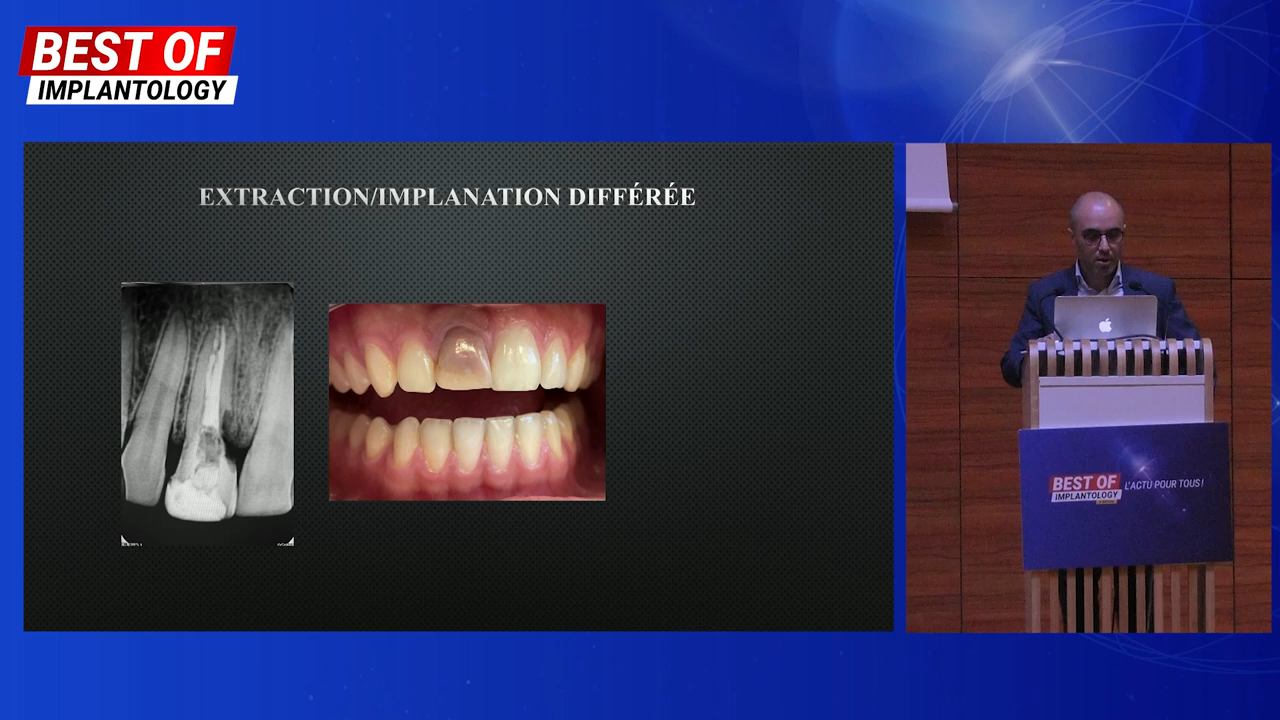 BEST OF
IMPLANTOLOGY
EXTRACTION/IMPLANATION DIFFÉRÉE
BEST OF
IMPLANTOLOGY
L'ACTU POUR TOUS !